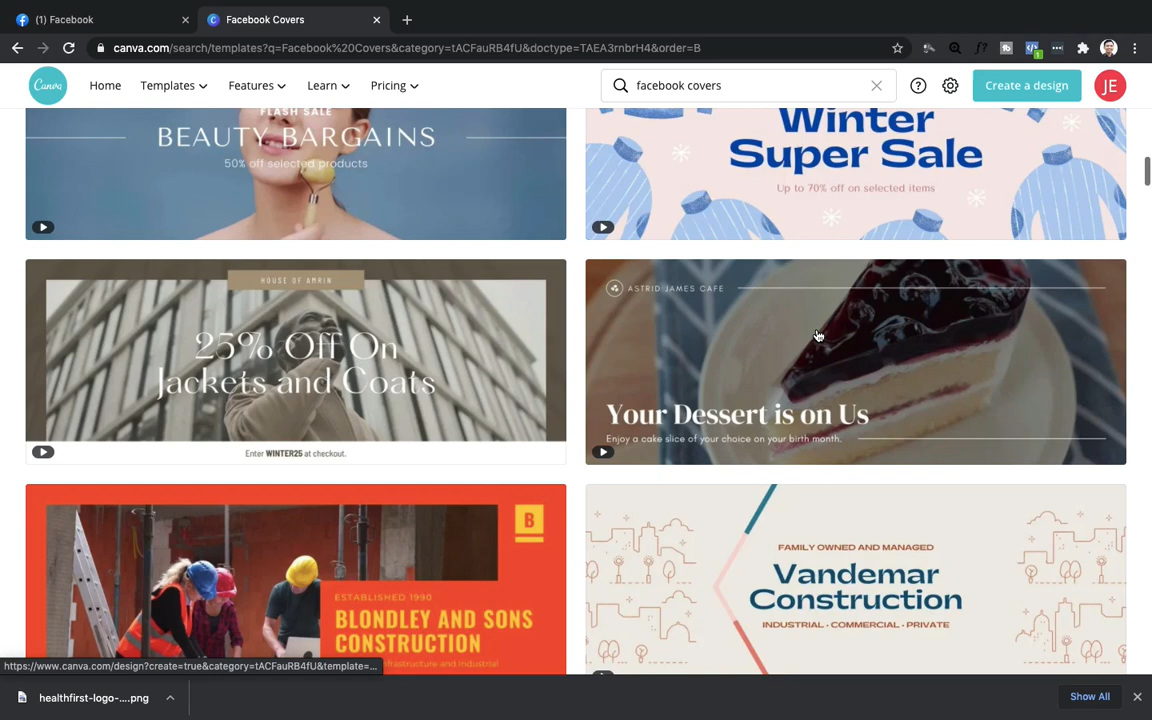 (1) Facebook
Facebook Covers
canva.com/search/templates?q=Facebook%20Covers&category=tACFauRB4fU&doctype=TAEA3rnbrH4&order=B
Canva
Home
Templates
Features
Learn
Pricing
facebook covers
Create a design
JE
FLASH SALE
BEAUTY BARGAINS
50% off selected products
Winter
Super Sale
Up to 70% off on selected items
HOUSE OF AMRIN
25% Off On
Jackets and Coats
Enter WINTER25 at checkout.
ASTRID JAMES CAFE
Your Dessert is on Us
Enjoy a cake slice of your choice on your birth month.
B
ESTABLISHED 1990
BLONDLEY AND SONS
CONSTRUCTION
infrastructure and industrial
FAMILY OWNED AND MANAGED
Vandemar
Construction
INDUSTRIAL • COMMERCIAL • PRIVATE
https://www.canva.com/design?create=true&category=tACFauRB4fU&template=...
healthfirst-logo-....png
Show All